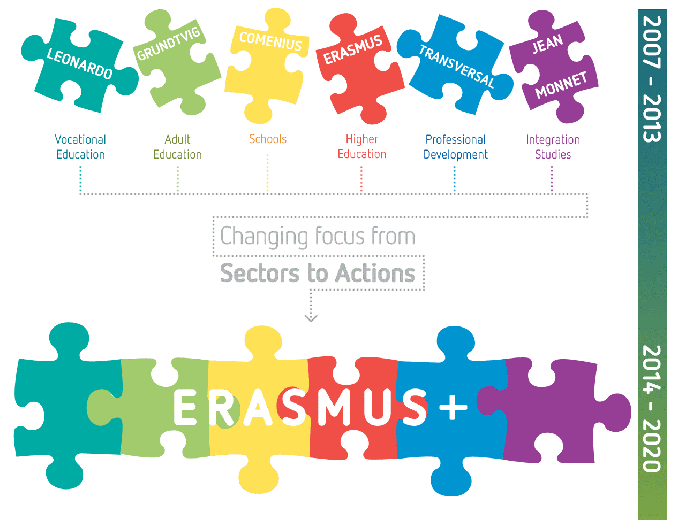 LEONARDO
GRUNDTVIG
COMENIUS
ERASMUS
TRANSVERSAL
JEAN
MONNET
Vocational
Education
Adult
Education
Schools
Higher
Education
Professional
Development
Integration
Studies
2007 - 2013
Changing focus from
Sectors to Actions
ERASMUS+
2014 - 2020